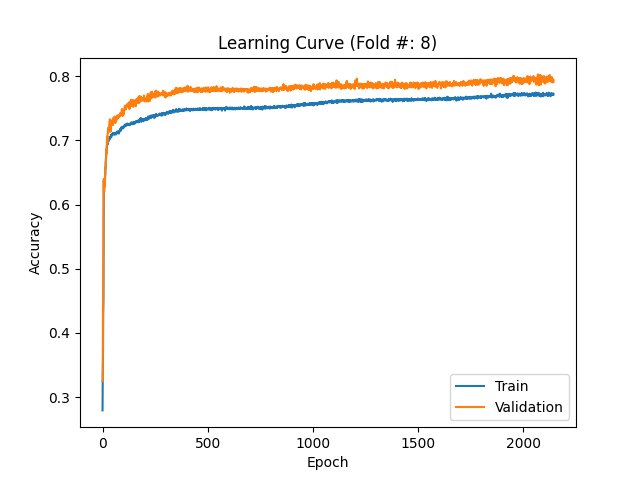 Learning Curve (Fold #: 8)
0.8
0.7
0.6
0.5
0.4
0.3
Accuracy
0
500
1000
1500
2000
Epoch
Train
Validation